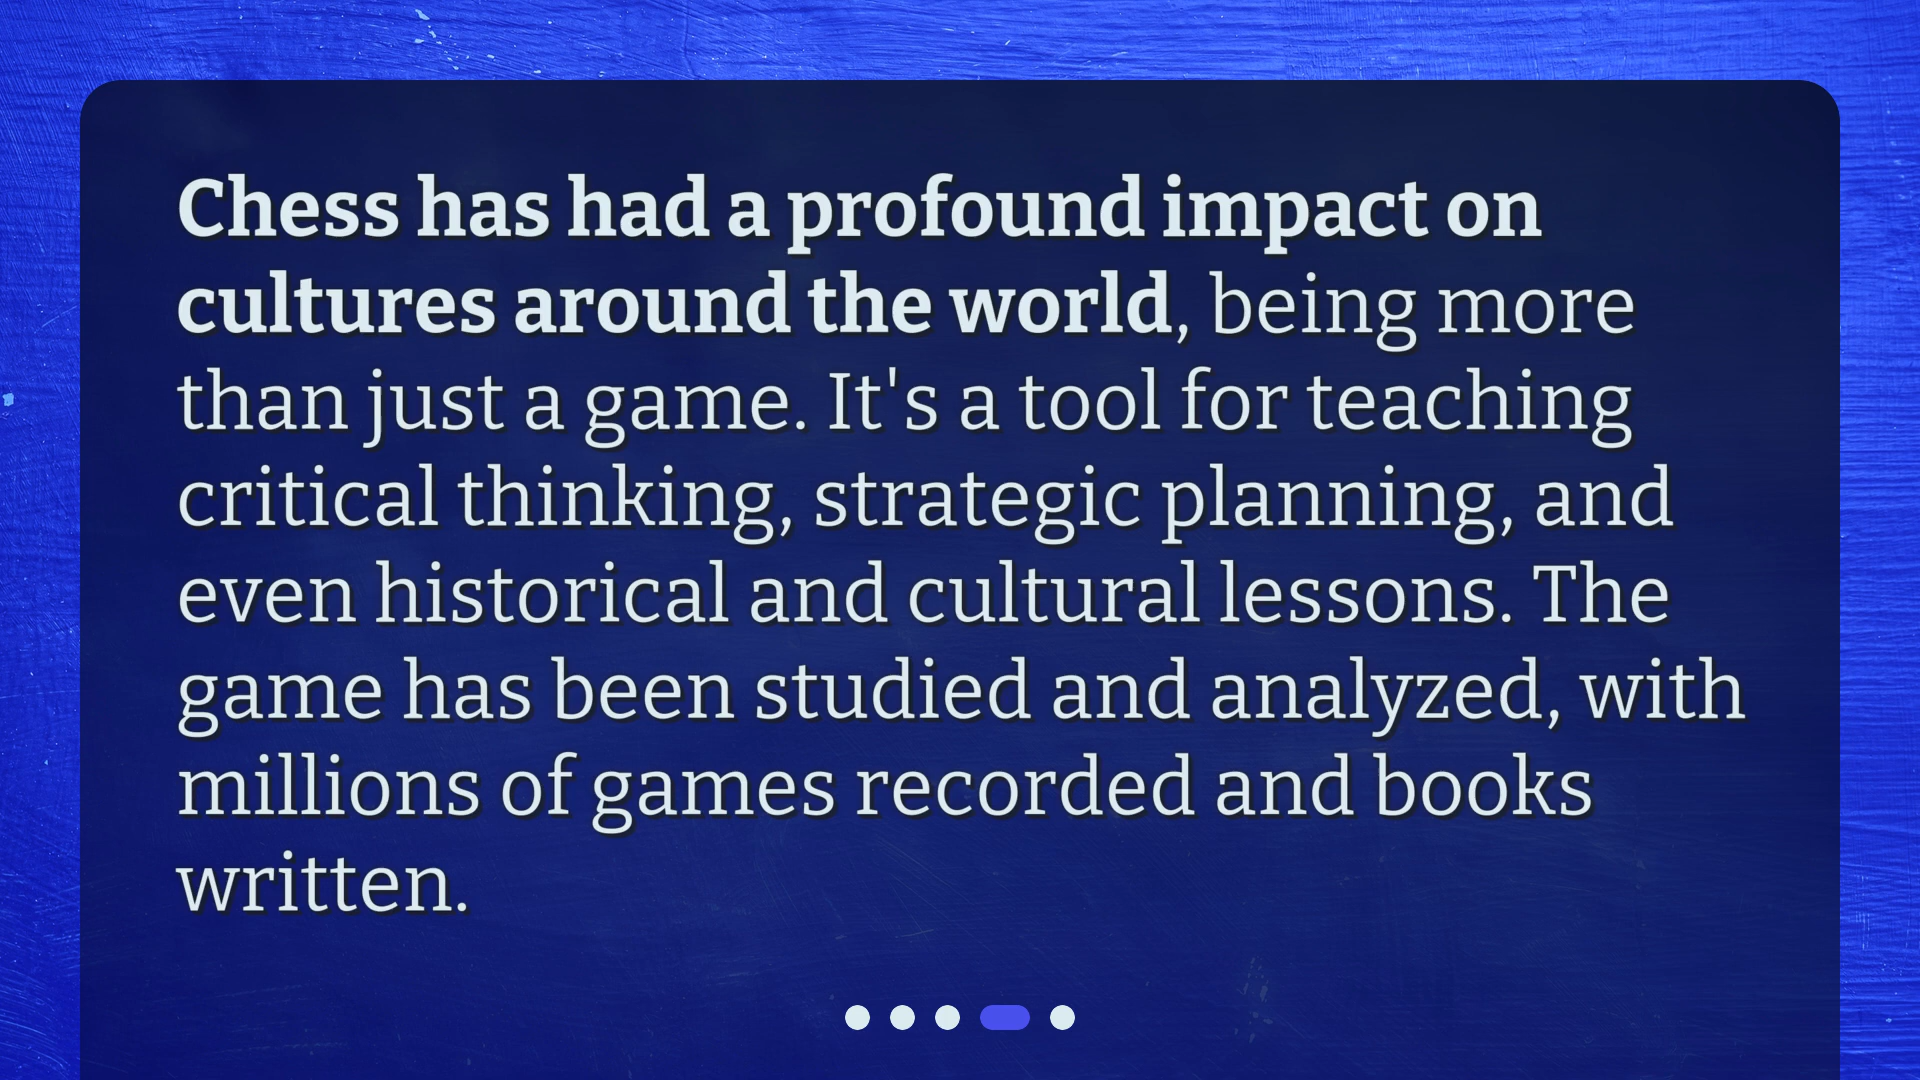 Chess has had a profound impact on
cultures around the world, being more
than just a game. It's a tool for teaching
critical thinking, strategic planning, and
even historical and cultural lessons. The
game has been studied and analyzed, with
millions of games recorded and books
written.